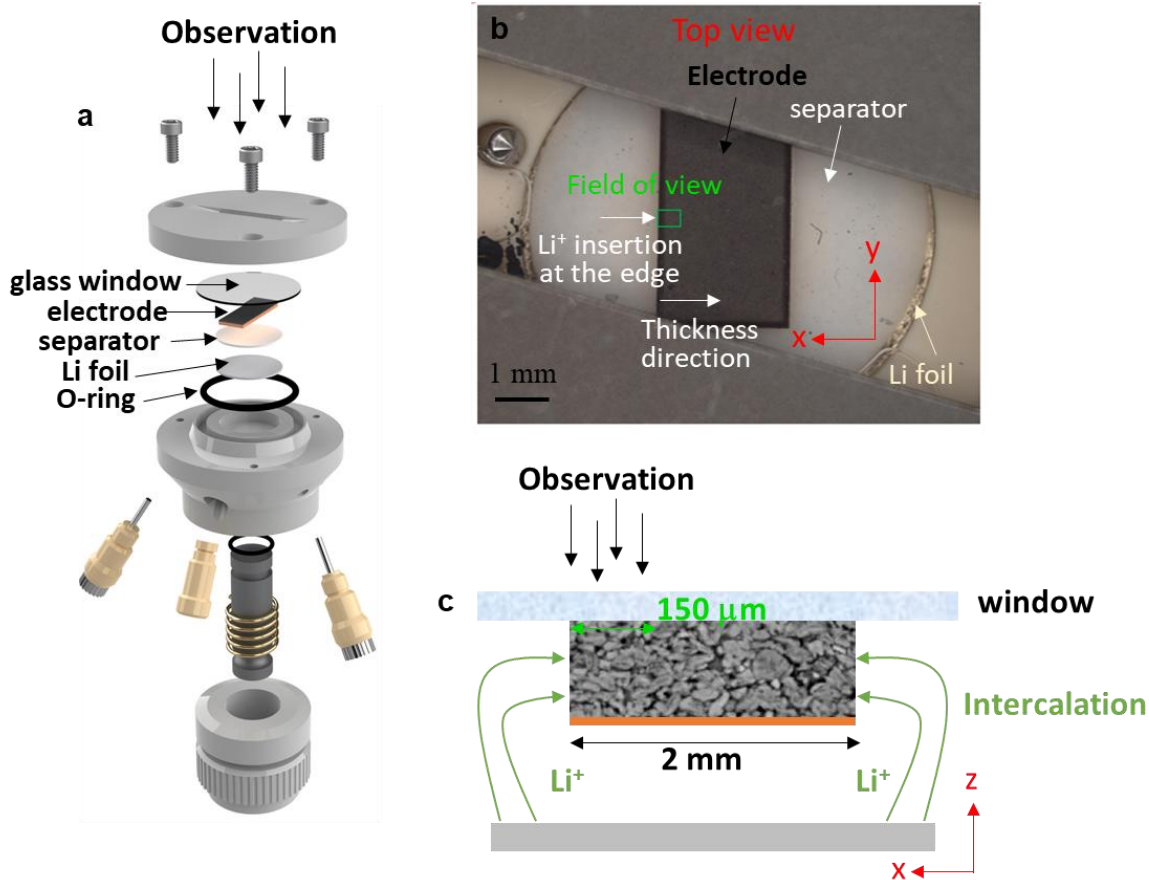 a
Observation
glass window
electrode
separator
Li foil
O-ring
b
Top view
Electrode
separator
Field of view
Li⁺ insertion
at the edge
Thickness
direction
y
x
Li foil
1 mm
c
Observation
window
150 μm
Intercalation
2 mm
Li⁺
Li⁺
z
x